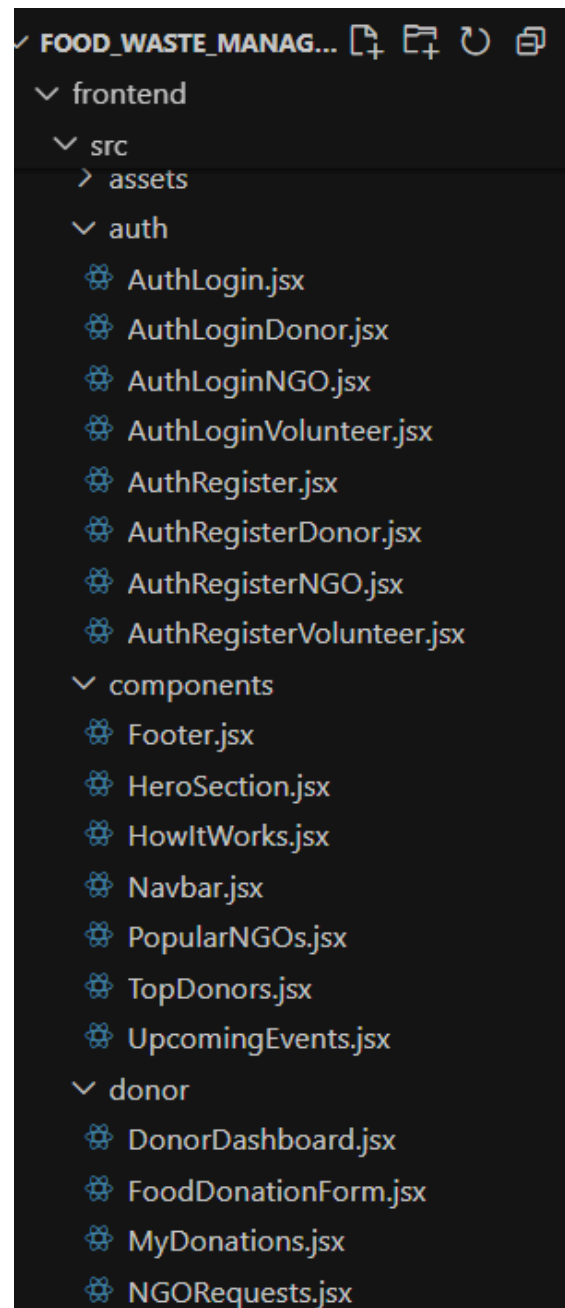 FOOD_WASTE_MANAG...
frontend
src
assets
auth
AuthLogin.jsx
AuthLoginDonor.jsx
AuthLoginNGO.jsx
AuthLoginVolunteer.jsx
AuthRegister.jsx
AuthRegisterDonor.jsx
AuthRegisterNGO.jsx
AuthRegisterVolunteer.jsx
components
Footer.jsx
HeroSection.jsx
HowItWorks.jsx
Navbar.jsx
PopularNGOs.jsx
TopDonors.jsx
UpcomingEvents.jsx
donor
DonorDashboard.jsx
FoodDonationForm.jsx
MyDonations.jsx
NGORequests.jsx